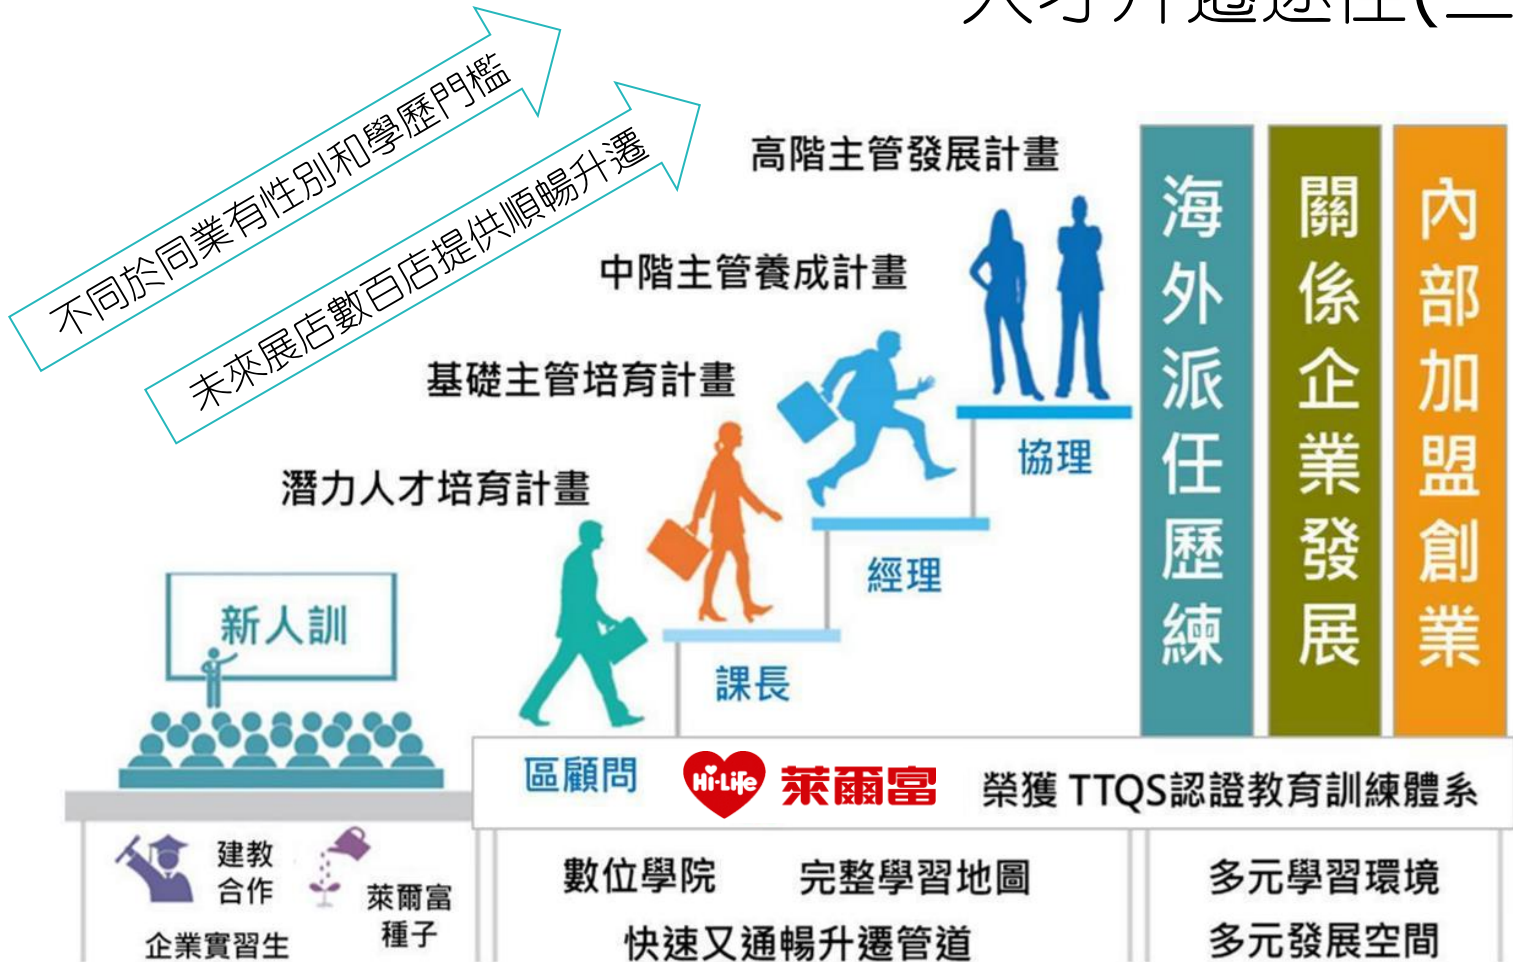 人才升遷途徑(二
不同於同業有性別和學歷門檻
未來展店數百店提供順暢升遷
高階主管發展計畫
中階主管養成計畫
基礎主管培育計畫
潛力人才培育計畫
新人訓
區顧問
課長
經理
協理
海外派任歷練
關係企業發展
內部加盟創業
Hi-Life 萊爾富
榮獲 TTQS認證教育訓練體系
建教
合作
萊爾富
種子
企業實習生
數位學院 完整學習地圖
快速又通暢升遷管道
多元學習環境
多元發展空間